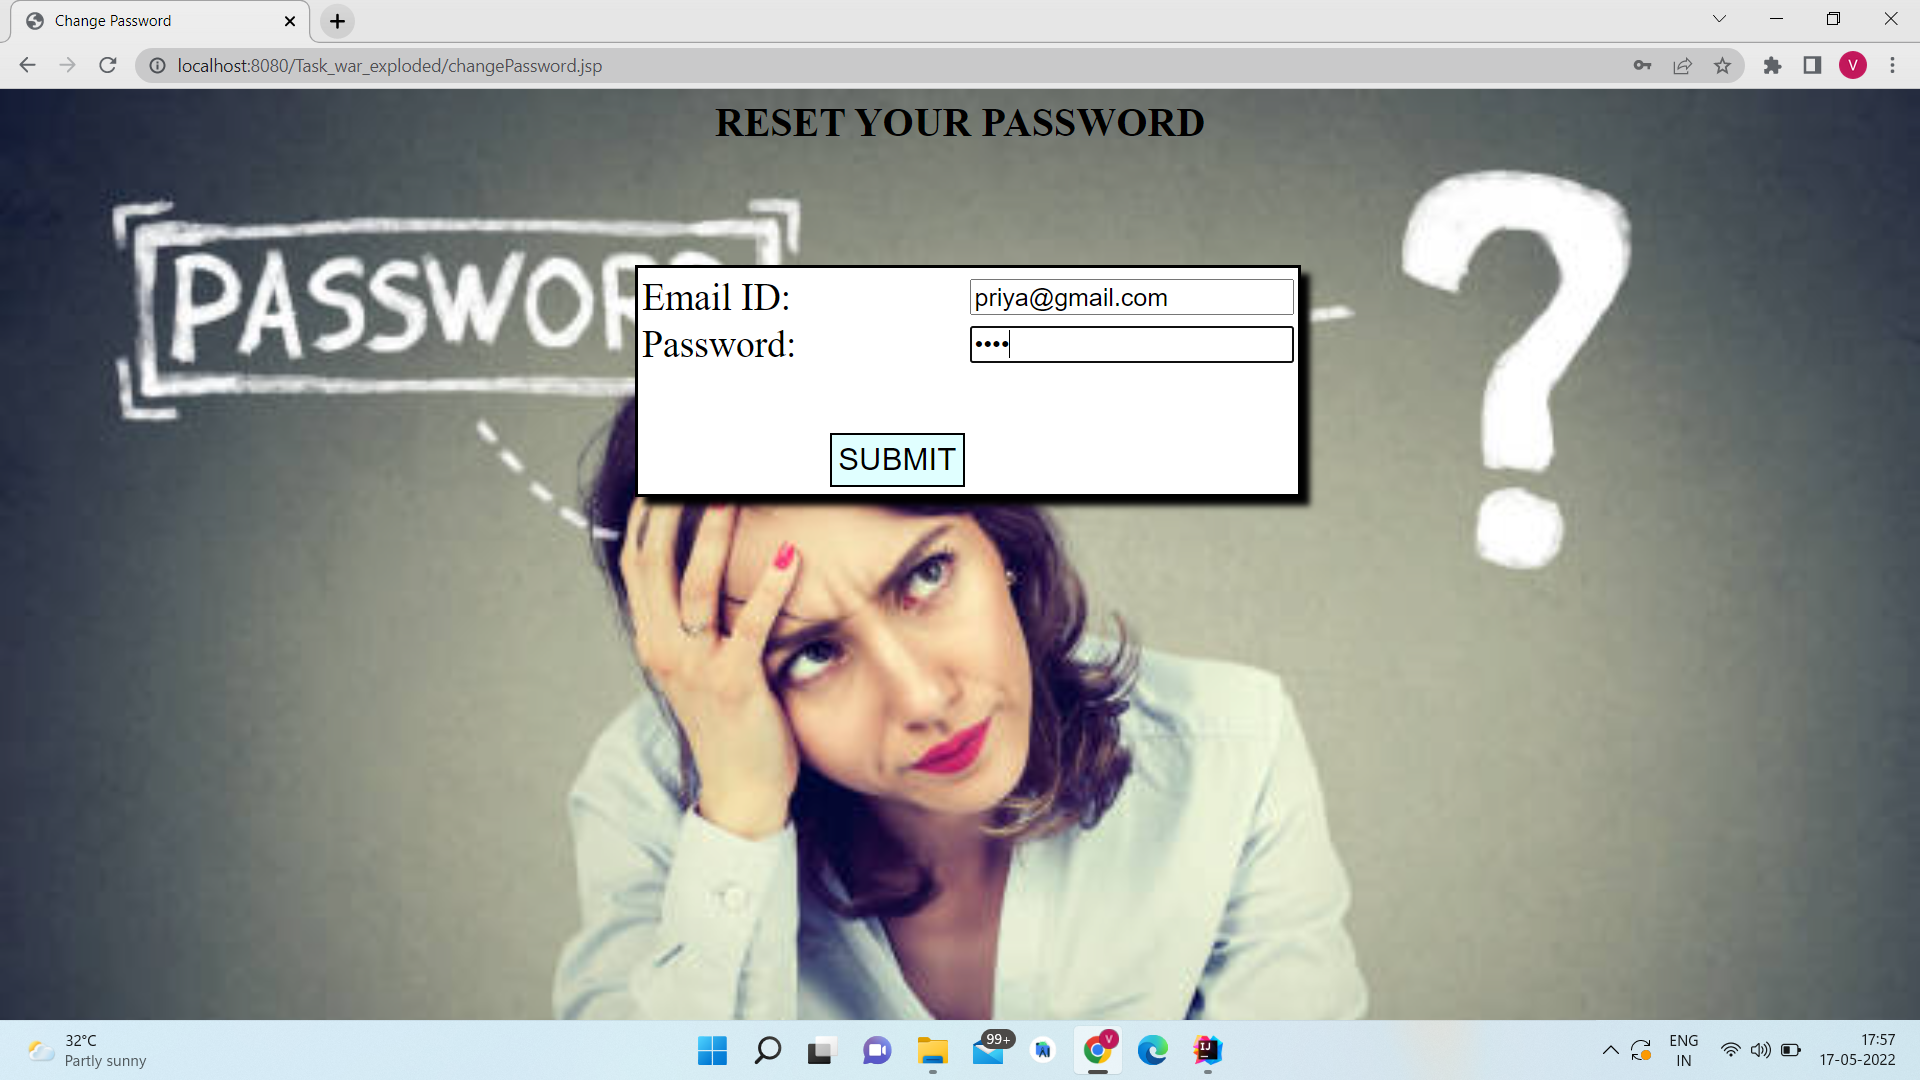 Change Password
localhost:8080/Task_war_exploded/changePassword.jsp
V
RESET YOUR PASSWORD
PASSWOR
Email ID:
priya@gmail.com
Password:
••••
SUBMIT
?
32°C
Partly sunny
99+
V
IJ
ENG
IN
17:57
17-05-2022